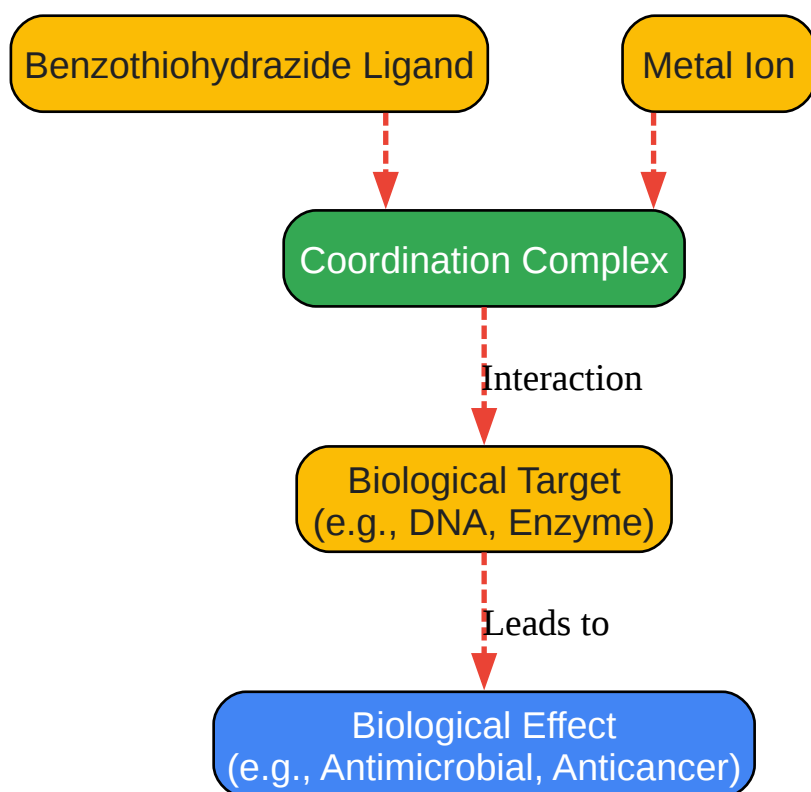 Benzothiohydrazide Ligand
Metal Ion
Coordination Complex
Interaction
Biological Target
(e.g., DNA, Enzyme)
Leads to
Biological Effect
(e.g., Antimicrobial, Anticancer)